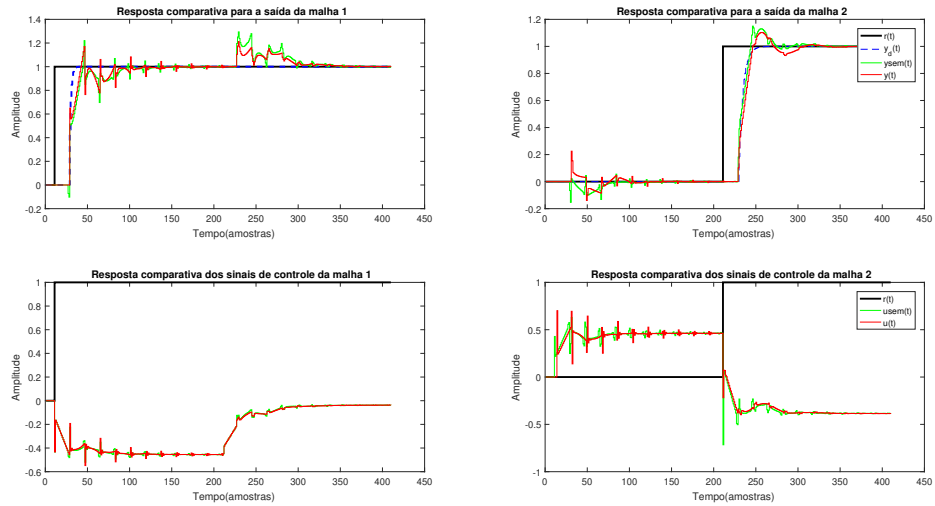 Resposta comparativa para a saída da malha 1
1.4
1.2
1
0.8
0.6
0.4
0.2
0
-0.2
Amplitude
0 50 100 150 200 250 300 350 400 450
Tempo(amostras)
Resposta comparativa para a saída da malha 2
1.2
1
0.8
0.6
0.4
0.2
0
-0.2
Amplitude
0 50 100 150 200 250 300 350 400 450
Tempo(amostras)
r(t)
y_d(t)
ysem(t)
y(t)
Resposta comparativa dos sinais de controle da malha 1
1
0.8
0.6
0.4
0.2
0
-0.2
-0.4
-0.6
Amplitude
0 50 100 150 200 250 300 350 400 450
Tempo(amostras)
Resposta comparativa dos sinais de controle da malha 2
1
0.5
0
-0.5
-1
Amplitude
0 50 100 150 200 250 300 350 400 450
Tempo(amostras)
r(t)
usem(t)
u(t)